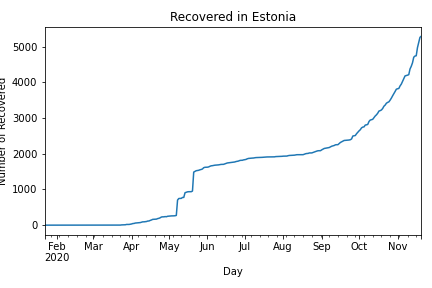 Recovered in Estonia
Number of Recovered
5000
4000
3000
2000
1000
0
Feb Mar Apr May Jun Jul Aug Sep Oct Nov
2020
Day